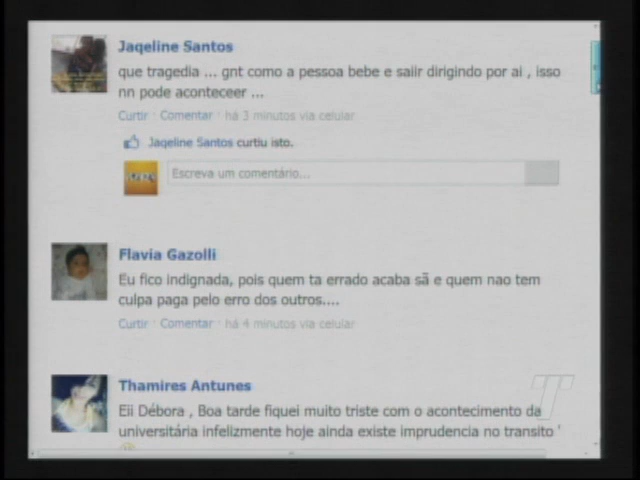 Jaqeline Santos
que tragedia ... gnt como a pessoa bebe e saiir dirigindo por ai , isso
nn pode aconteceer ...
Curtir · Comentar · há 3 minutos via celular
Jaqeline Santos curtiu isto.
Escreva um comentário...
Flavia Gazolli
Eu fico indignada, pois quem ta errado acaba sã e quem nao tem
culpa paga pelo erro dos outros....
Curtir · Comentar · há 4 minutos via celular
Thamires Antunes
Eii Débora , Boa tarde fiquei muito triste com o acontecimento da
universitária infelizmente hoje ainda existe imprudencia no transito '